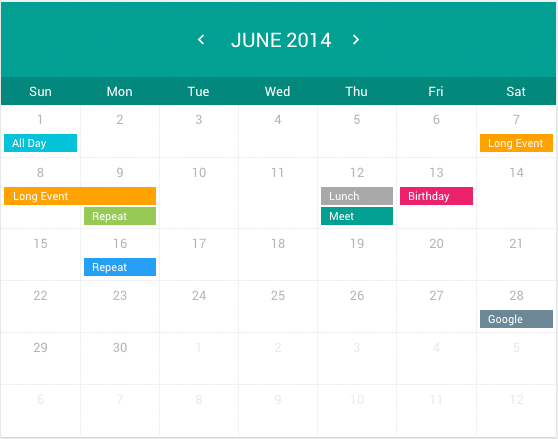 JUNE 2014
Sun Mon Tue Wed Thu Fri Sat
1 2 3 4 5 6 7
All Day Long Event
8 9 10 11 12 13 14
Long Event Lunch Birthday
Repeat Meet
15 16 17 18 19 20 21
Repeat
22 23 24 25 26 27 28
Google
29 30 1 2 3 4 5
6 7 8 9 10 11 12